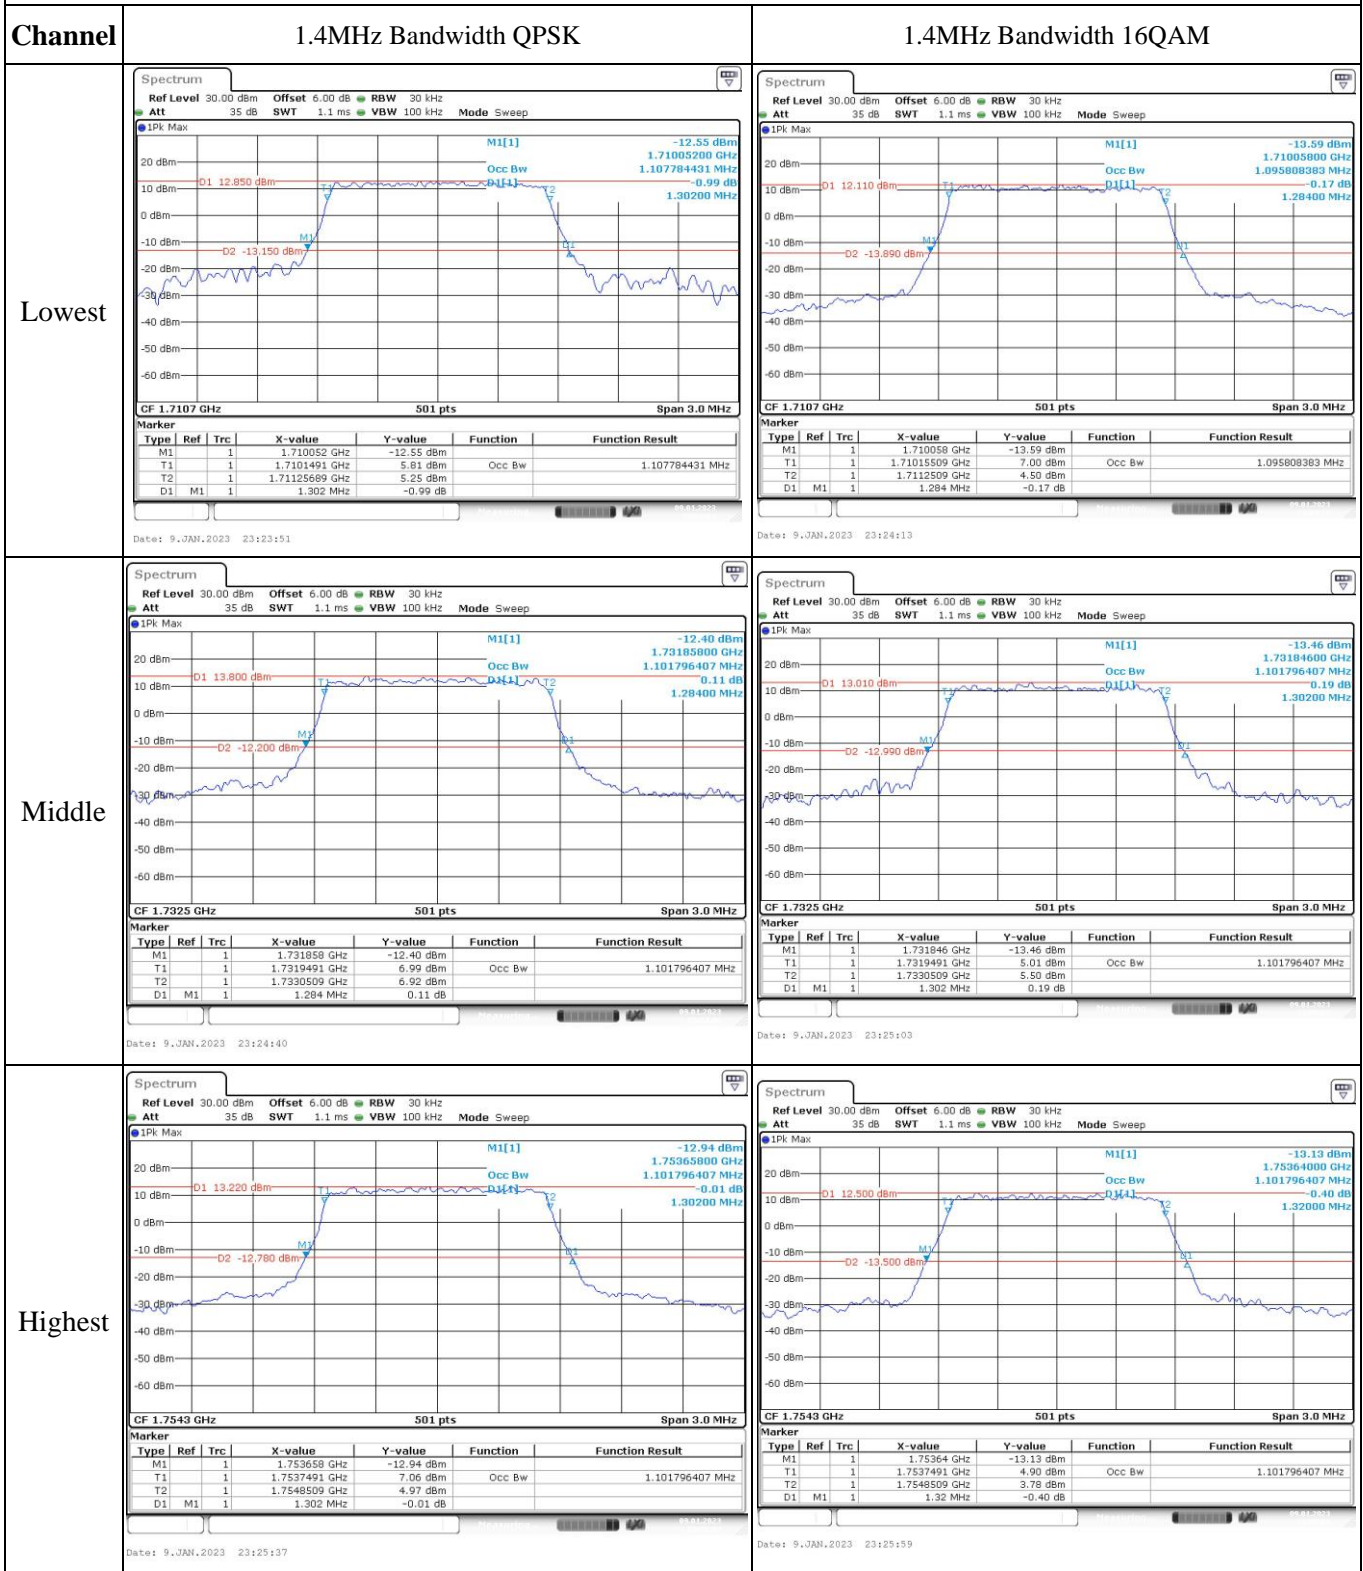 Channel 1.4MHz Bandwidth QPSK 1.4MHz Bandwidth 16QAM
Lowest
Spectrum
Ref Level 30.00 dBm Offset 6.00 dB RBW 30 kHz
Att 35 dB SWT 1.1 ms VBW 100 kHz Mode Sweep
1Pk Max
M1[1] -12.55 dBm
1.71005200 GHz
Occ Bw 1.107784431 MHz
D1[1] -0.99 dB
1.30200 MHz
20 dBm
D1 12.850 dBm
10 dBm
T1
T2
0 dBm
-10 dBm
M1
D1
D2 -13.150 dBm
-20 dBm
-30 dBm
-40 dBm
-50 dBm
-60 dBm
CF 1.7107 GHz 501 pts Span 3.0 MHz
Marker
Type Ref Trc X-value Y-value Function Function Result
M1 1 1.710052 GHz -12.55 dBm
T1 1 1.7101491 GHz 5.81 dBm Occ Bw 1.107784431 MHz
T2 1 1.71125689 GHz 5.25 dBm
D1 M1 1 1.302 MHz -0.99 dB
Date: 9.JAN.2023 23:23:51
Spectrum
Ref Level 30.00 dBm Offset 6.00 dB RBW 30 kHz
Att 35 dB SWT 1.1 ms VBW 100 kHz Mode Sweep
1Pk Max
M1[1] -13.59 dBm
1.71005800 GHz
Occ Bw 1.095808383 MHz
D1[1] -0.17 dB
1.28400 MHz
20 dBm
D1 12.110 dBm
10 dBm
T1
T2
0 dBm
-10 dBm
M1
D1
D2 -13.890 dBm
-20 dBm
-30 dBm
-40 dBm
-50 dBm
-60 dBm
CF 1.7107 GHz 501 pts Span 3.0 MHz
Marker
Type Ref Trc X-value Y-value Function Function Result
M1 1 1.710058 GHz -13.59 dBm
T1 1 1.71015509 GHz 7.00 dBm Occ Bw 1.095808383 MHz
T2 1 1.7112509 GHz 4.50 dBm
D1 M1 1 1.284 MHz -0.17 dB
Date: 9.JAN.2023 23:24:13
Middle
Spectrum
Ref Level 30.00 dBm Offset 6.00 dB RBW 30 kHz
Att 35 dB SWT 1.1 ms VBW 100 kHz Mode Sweep
1Pk Max
M1[1] -12.40 dBm
1.73185800 GHz
Occ Bw 1.101796407 MHz
D1[1] 0.11 dB
1.28400 MHz
20 dBm
D1 13.800 dBm
10 dBm
T1
T2
0 dBm
-10 dBm
M1
D1
D2 -12.200 dBm
-20 dBm
-30 dBm
-40 dBm
-50 dBm
-60 dBm
CF 1.7325 GHz 501 pts Span 3.0 MHz
Marker
Type Ref Trc X-value Y-value Function Function Result
M1 1 1.731858 GHz -12.40 dBm
T1 1 1.7319491 GHz 6.99 dBm Occ Bw 1.101796407 MHz
T2 1 1.7330509 GHz 6.92 dBm
D1 M1 1 1.284 MHz 0.11 dB
Date: 9.JAN.2023 23:24:40
Spectrum
Ref Level 30.00 dBm Offset 6.00 dB RBW 30 kHz
Att 35 dB SWT 1.1 ms VBW 100 kHz Mode Sweep
1Pk Max
M1[1] -13.46 dBm
1.73184600 GHz
Occ Bw 1.101796407 MHz
D1[1] 0.19 dB
1.30200 MHz
20 dBm
D1 13.010 dBm
10 dBm
T1
T2
0 dBm
-10 dBm
M1
D1
D2 -12.990 dBm
-20 dBm
-30 dBm
-40 dBm
-50 dBm
-60 dBm
CF 1.7325 GHz 501 pts Span 3.0 MHz
Marker
Type Ref Trc X-value Y-value Function Function Result
M1 1 1.731846 GHz -13.46 dBm
T1 1 1.7319491 GHz 5.01 dBm Occ Bw 1.101796407 MHz
T2 1 1.7330509 GHz 5.50 dBm
D1 M1 1 1.302 MHz 0.19 dB
Date: 9.JAN.2023 23:25:03
Highest
Spectrum
Ref Level 30.00 dBm Offset 6.00 dB RBW 30 kHz
Att 35 dB SWT 1.1 ms VBW 100 kHz Mode Sweep
1Pk Max
M1[1] -12.94 dBm
1.75365800 GHz
Occ Bw 1.101796407 MHz
D1[1] -0.01 dB
1.30200 MHz
20 dBm
D1 13.220 dBm
10 dBm
T1
T2
0 dBm
-10 dBm
M1
D1
D2 -12.780 dBm
-20 dBm
-30 dBm
-40 dBm
-50 dBm
-60 dBm
CF 1.7543 GHz 501 pts Span 3.0 MHz
Marker
Type Ref Trc X-value Y-value Function Function Result
M1 1 1.753658 GHz -12.94 dBm
T1 1 1.7537491 GHz 7.06 dBm Occ Bw 1.101796407 MHz
T2 1 1.7548509 GHz 4.97 dBm
D1 M1 1 1.302 MHz -0.01 dB
Date: 9.JAN.2023 23:25:37
Spectrum
Ref Level 30.00 dBm Offset 6.00 dB RBW 30 kHz
Att 35 dB SWT 1.1 ms VBW 100 kHz Mode Sweep
1Pk Max
M1[1] -13.13 dBm
1.75364000 GHz
Occ Bw 1.101796407 MHz
D1[1] -0.40 dB
1.32000 MHz
20 dBm
D1 12.500 dBm
10 dBm
T1
T2
0 dBm
-10 dBm
M1
D1
D2 -13.500 dBm
-20 dBm
-30 dBm
-40 dBm
-50 dBm
-60 dBm
CF 1.7543 GHz 501 pts Span 3.0 MHz
Marker
Type Ref Trc X-value Y-value Function Function Result
M1 1 1.75364 GHz -13.13 dBm
T1 1 1.7537491 GHz 4.90 dBm Occ Bw 1.101796407 MHz
T2 1 1.7548509 GHz 3.78 dBm
D1 M1 1 1.32 MHz -0.40 dB
Date: 9.JAN.2023 23:25:59